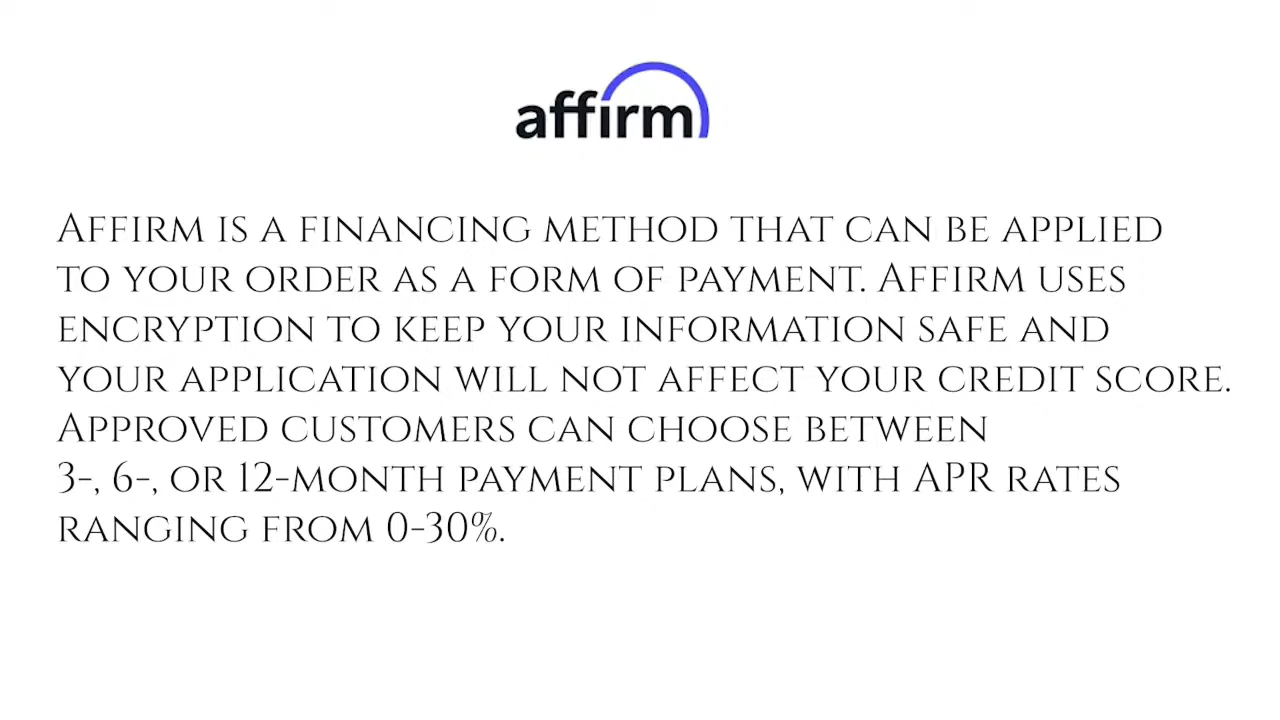 affirm
Affirm is a financing method that can be applied
to your order as a form of payment. Affirm uses
encryption to keep your information safe and
your application will not affect your credit score.
Approved customers can choose between
3-, 6-, or 12-month payment plans, with APR rates
ranging from 0-30%.